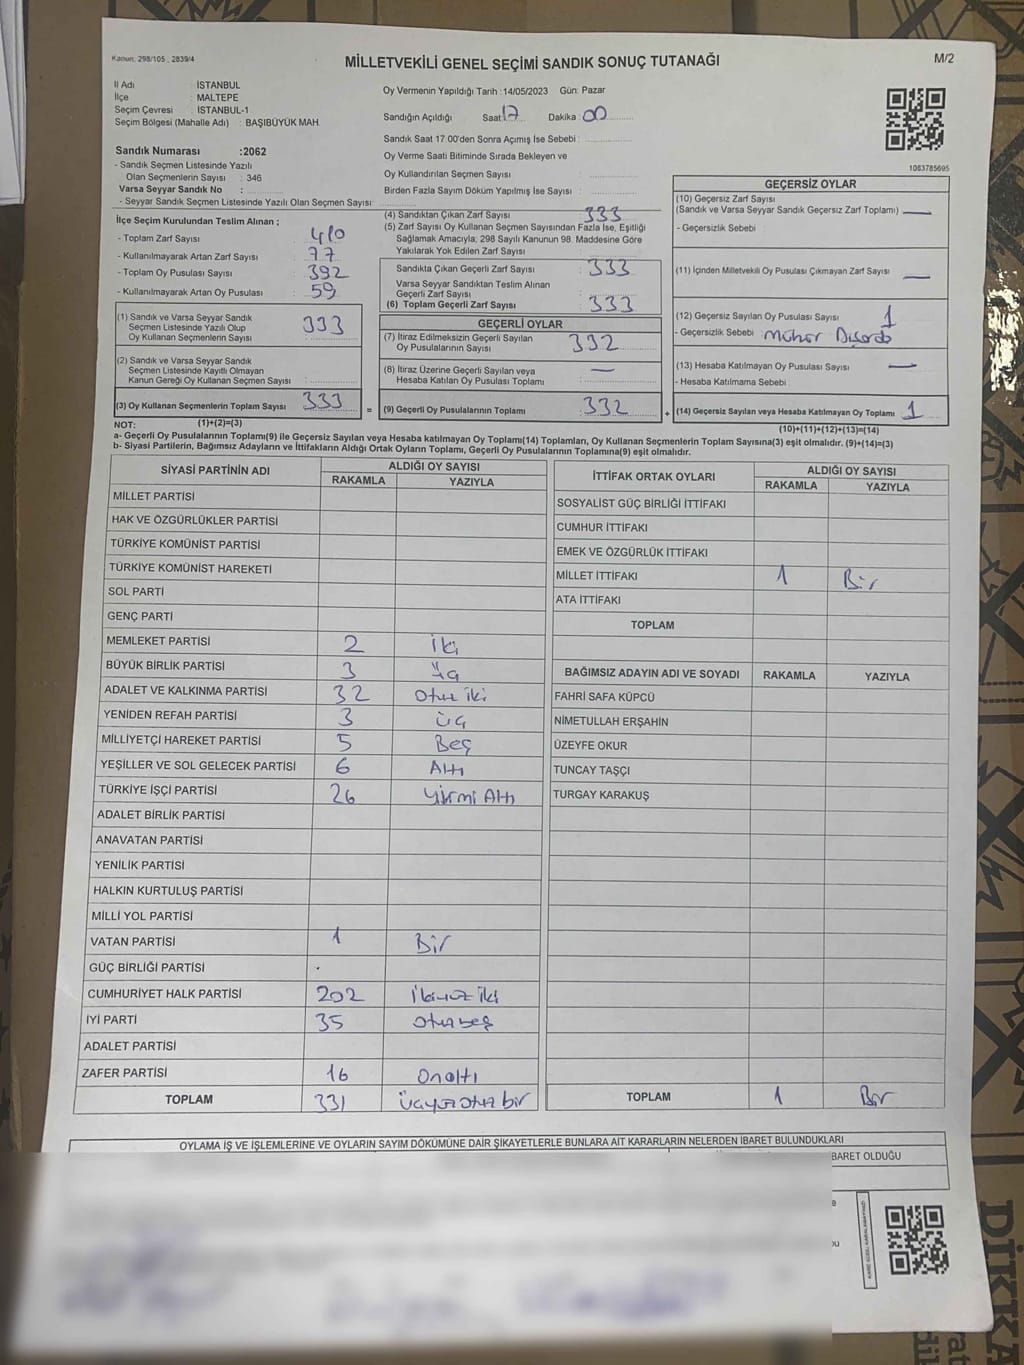 Kanun: 298/105 , 2839/4
MİLLETVEKİLİ GENEL SEÇİMİ SANDIK SONUÇ TUTANAĞI
M/2
İl Adı : İSTANBUL
İlçe : MALTEPE
Seçim Çevresi : İSTANBUL-1
Seçim Bölgesi (Mahalle Adı) : BAŞIBÜYÜK MAH
Oy Vermenin Yapıldığı Tarih : 14/05/2023 Gün: Pazar
Sandığın Açıldığı Saat 17 Dakika 00
Sandık Saat 17:00'den Sonra Açımış İse Sebebi :
Oy Verme Saati Bitiminde Sırada Bekleyen ve
Oy Kullandırılan Seçmen Sayısı :
Birden Fazla Sayım Döküm Yapılmış İse Sayısı :
1083785695
Sandık Numarası :2062
- Sandık Seçmen Listesinde Yazılı
Olan Seçmenlerin Sayısı : 346
Varsa Seyyar Sandık No :
- Seyyar Sandık Seçmen Listesinde Yazılı Olan Seçmen Sayısı:
İlçe Seçim Kurulundan Teslim Alınan ;
- Toplam Zarf Sayısı : 410
- Kullanılmayarak Artan Zarf Sayısı : 77
- Toplam Oy Pusulası Sayısı : 392
- Kullanılmayarak Artan Oy Pusulası : 59
(1) Sandık ve Varsa Seyyar Sandık
Seçmen Listesinde Yazılı Olup
Oy Kullanan Seçmen Sayısı : 333
(2) Sandık ve Varsa Seyyar Sandık
Seçmen Listesinde Kayıtlı Olmayan
Kanun Gereği Oy Kullanan Seçmen Sayısı :
(3) Oy Kullanan Seçmenlerin Toplam Sayısı : 333
(1)+(2)=(3)
(4) Sandıktan Çıkan Zarf Sayısı : 333
(5) Zarf Sayısı Oy Kullanan Seçmen Sayısından Fazla İse, Eşitliği
Sağlamak Amacıyla; 298 Sayılı Kanunun 98. Maddesine Göre
Yakılarak Yok Edilen Zarf Sayısı :
Sandıkta Çıkan Geçerli Zarf Sayısı : 333
Varsa Seyyar Sandıktan Teslim Alınan
Geçerli Zarf Sayısı :
(6) Toplam Geçerli Zarf Sayısı : 333
GEÇERLİ OYLAR
(7) İtiraz Edilmeksizin Geçerli Sayılan
Oy Pusulalarının Sayısı : 332
(8) İtiraz Üzerine Geçerli Sayılan veya
Hesaba Katılan Oy Pusulası Toplamı : —
= (9) Geçerli Oy Pusulalarının Toplamı : 332 +
GEÇERSİZ OYLAR
(10) Geçersiz Zarf Sayısı
(Sandık ve Varsa Seyyar Sandık Geçersiz Zarf Toplamı) : —
- Geçersizlik Sebebi :
(11) İçinden Milletvekili Oy Pusulası Çıkmayan Zarf Sayısı : —
(12) Geçersiz Sayılan Oy Pusulası Sayısı : 1
- Geçersizlik Sebebi : Mühür Dışarda
(13) Hesaba Katılmayan Oy Pusulası Sayısı : —
- Hesaba Katılmama Sebebi :
(14) Geçersiz Sayılan veya Hesaba Katılmayan Oy Toplamı : 1
(10)+(11)+(12)+(13)=(14)
NOT:
a- Geçerli Oy Pusulalarının Toplamı(9) ile Geçersiz Sayılan veya Hesaba katılmayan Oy Toplamı(14) Toplamları, Oy Kullanan Seçmenlerin Toplam Sayısına(3) eşit olmalıdır. (9)+(14)=(3)
b- Siyasi Partilerin, Bağımsız Adayların ve İttifakların Aldığı Ortak Oyların Toplamı, Geçerli Oy Pusulalarının Toplamına(9) eşit olmalıdır.
SİYASİ PARTİNİN ADI ALDIĞI OY SAYISI
RAKAMLA YAZIYLA
MİLLET PARTİSİ
HAK VE ÖZGÜRLÜKLER PARTİSİ
TÜRKİYE KOMÜNİST PARTİSİ
TÜRKİYE KOMÜNİST HAREKETİ
SOL PARTİ
GENÇ PARTİ
MEMLEKET PARTİSİ 2 İki
BÜYÜK BİRLİK PARTİSİ 3 Üç
ADALET VE KALKINMA PARTİSİ 32 Otuz iki
YENİDEN REFAH PARTİSİ 3 Üç
MİLLİYETÇİ HAREKET PARTİSİ 5 Beş
YEŞİLLER VE SOL GELECEK PARTİSİ 6 Altı
TÜRKİYE İŞÇİ PARTİSİ 26 Yirmi Altı
ADALET BİRLİK PARTİSİ
ANAVATAN PARTİSİ
YENİLİK PARTİSİ
HALKIN KURTULUŞ PARTİSİ
MİLLİ YOL PARTİSİ
VATAN PARTİSİ 1 Bir
GÜÇ BİRLİĞİ PARTİSİ
CUMHURİYET HALK PARTİSİ 202 İkiyüz iki
İYİ PARTİ 35 Otuzbeş
ADALET PARTİSİ
ZAFER PARTİSİ 16 Onaltı
TOPLAM 331 Üçyüzotuz bir
İTTİFAK ORTAK OYLARI ALDIĞI OY SAYISI
RAKAMLA YAZIYLA
SOSYALİST GÜÇ BİRLİĞİ İTTİFAKI
CUMHUR İTTİFAKI
EMEK VE ÖZGÜRLÜK İTTİFAKI
MİLLET İTTİFAKI 1 Bir
ATA İTTİFAKI
TOPLAM
BAĞIMSIZ ADAYIN ADI VE SOYADI RAKAMLA YAZIYLA
FAHRİ SAFA KÜPCÜ
NİMETULLAH ERŞAHİN
ÜZEYFE OKUR
TUNCAY TAŞÇI
TURGAY KARAKUŞ
TOPLAM 1 Bir
OYLAMA İŞ VE İŞLEMLERİNE VE OYLARIN SAYIM DÖKÜMÜNE DAİR ŞİKAYETLERLE BUNLARA AİT KARARLARIN NELERDEN İBARET BULUNDUKLARI
BARET OLDUĞU
DİKKA